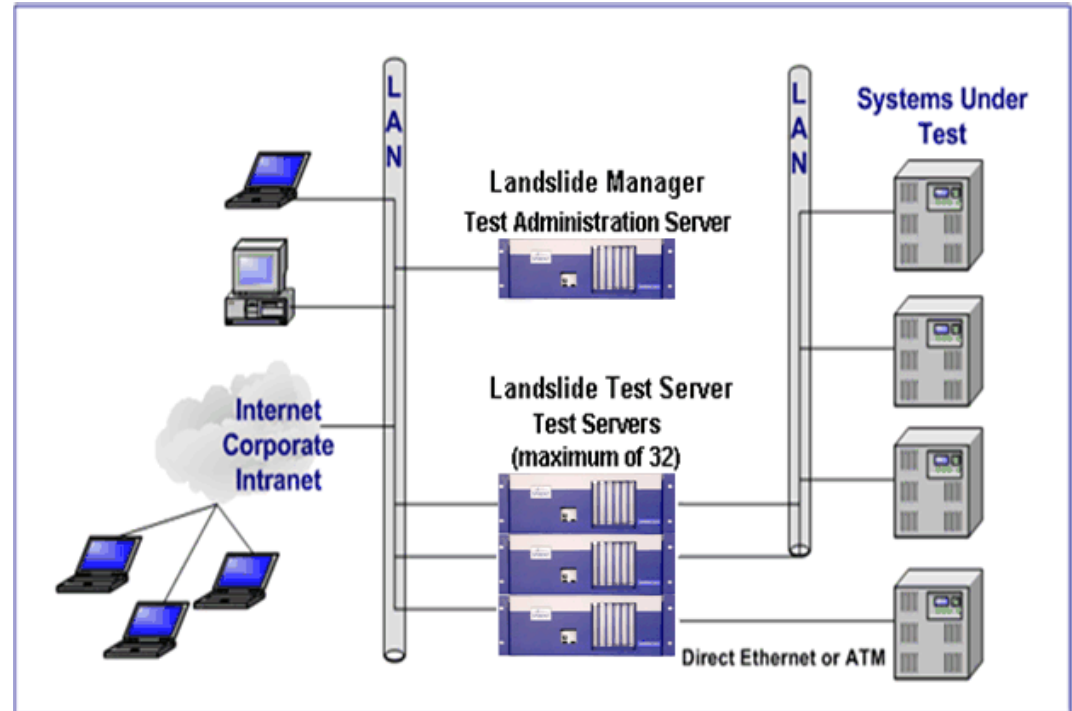 L
A
N
L
A
N
Systems Under
Test
Landslide Manager
Test Administration Server
Landslide Test Server
Test Servers
(maximum of 32)
Internet
Corporate
Intranet
Direct Ethernet or ATM